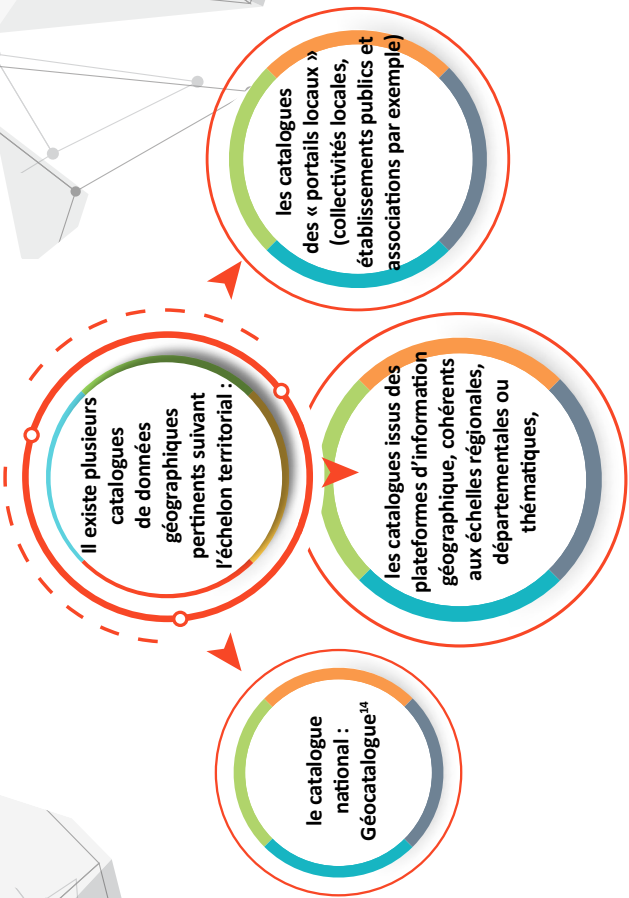 Il existe plusieurs
catalogues
de données
géographiques
pertinents suivant
l’échelon territorial :
le catalogue
national :
Géocatalogue¹⁴
les catalogues issus des
plateformes d’information
géographique, cohérents
aux échelles régionales,
départementales ou
thématiques,
les catalogues
des « portails locaux »
(collectivités locales,
établissements publics et
associations par exemple)